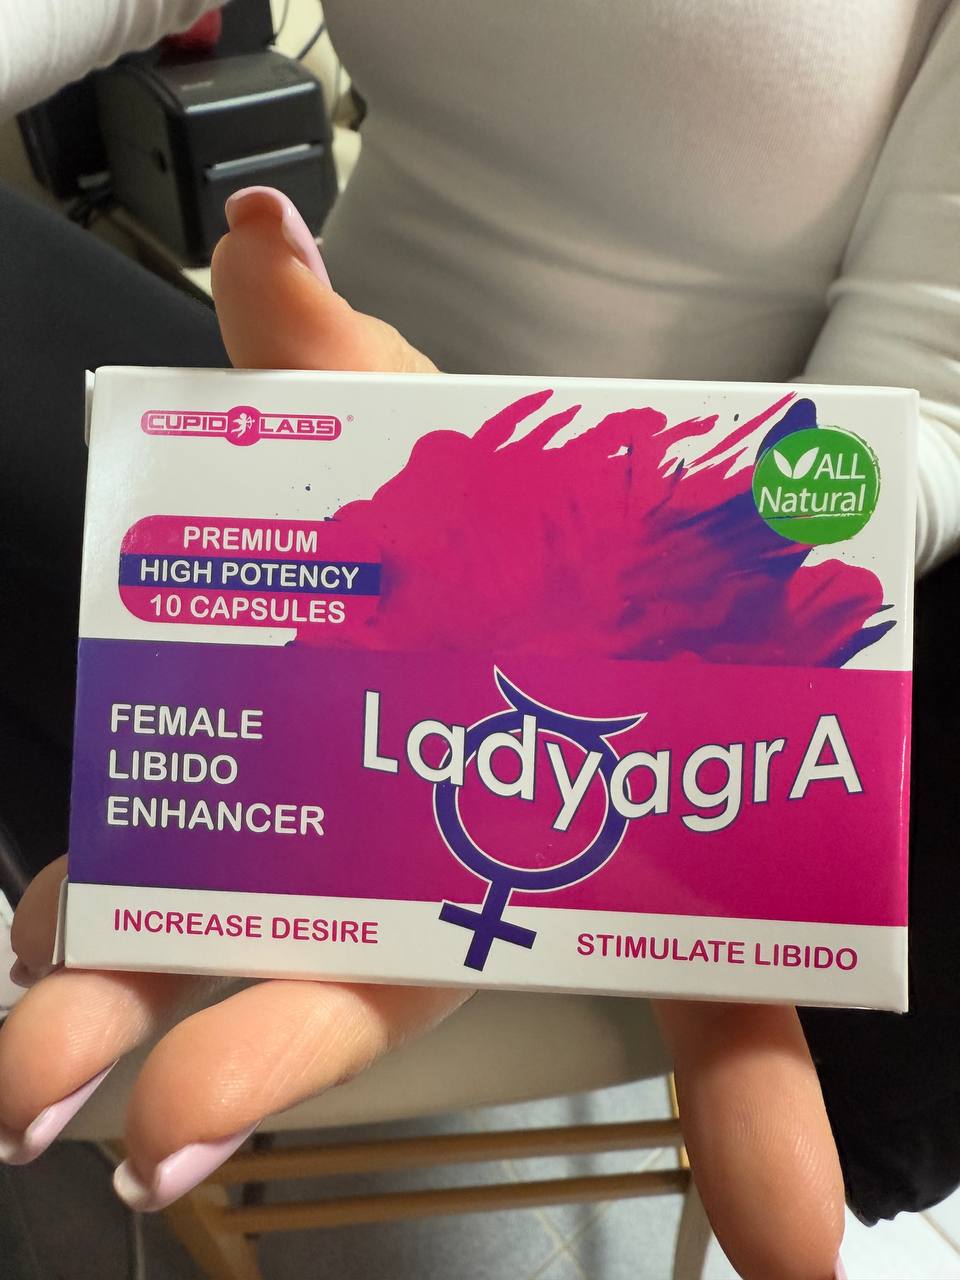 CUPID LABS®
ALL
Natural
PREMIUM
HIGH POTENCY
10 CAPSULES
FEMALE
LIBIDO
ENHANCER
LadyagrA
INCREASE DESIRE
STIMULATE LIBIDO